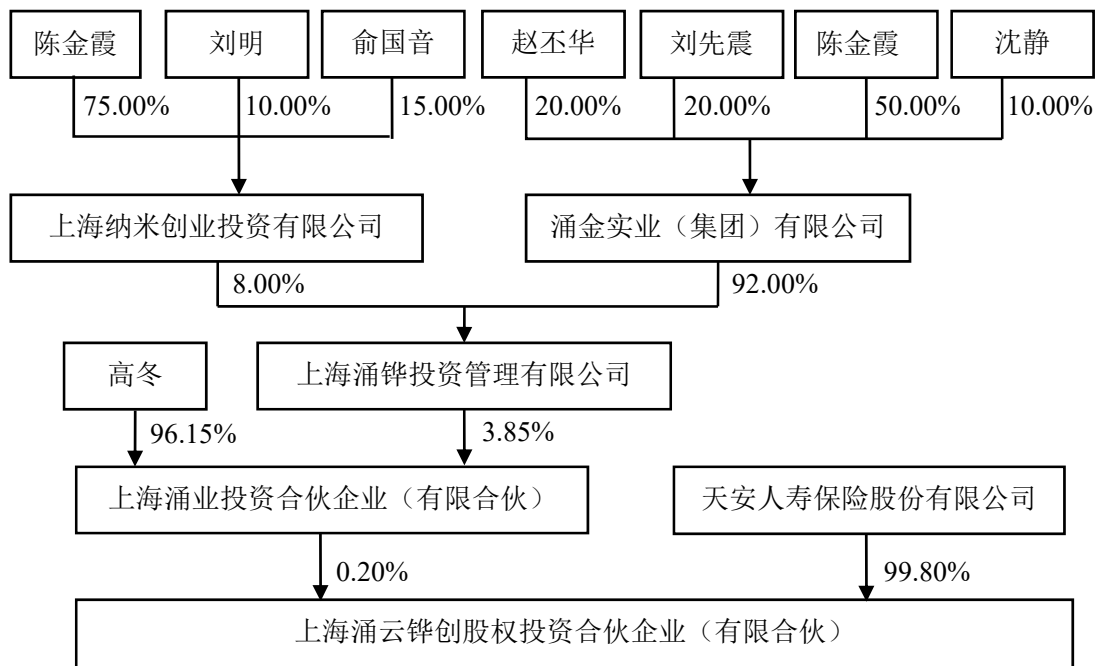 陈金霞 刘明 俞国音 赵丕华 刘先震 陈金霞 沈静
75.00% 10.00% 15.00% 20.00% 20.00% 50.00% 10.00%
上海纳米创业投资有限公司 涌金实业（集团）有限公司
8.00% 92.00%
高冬 上海涌铧投资管理有限公司
96.15% 3.85%
上海涌业投资合伙企业（有限合伙） 天安人寿保险股份有限公司
0.20% 99.80%
上海涌云铧创股权投资合伙企业（有限合伙）